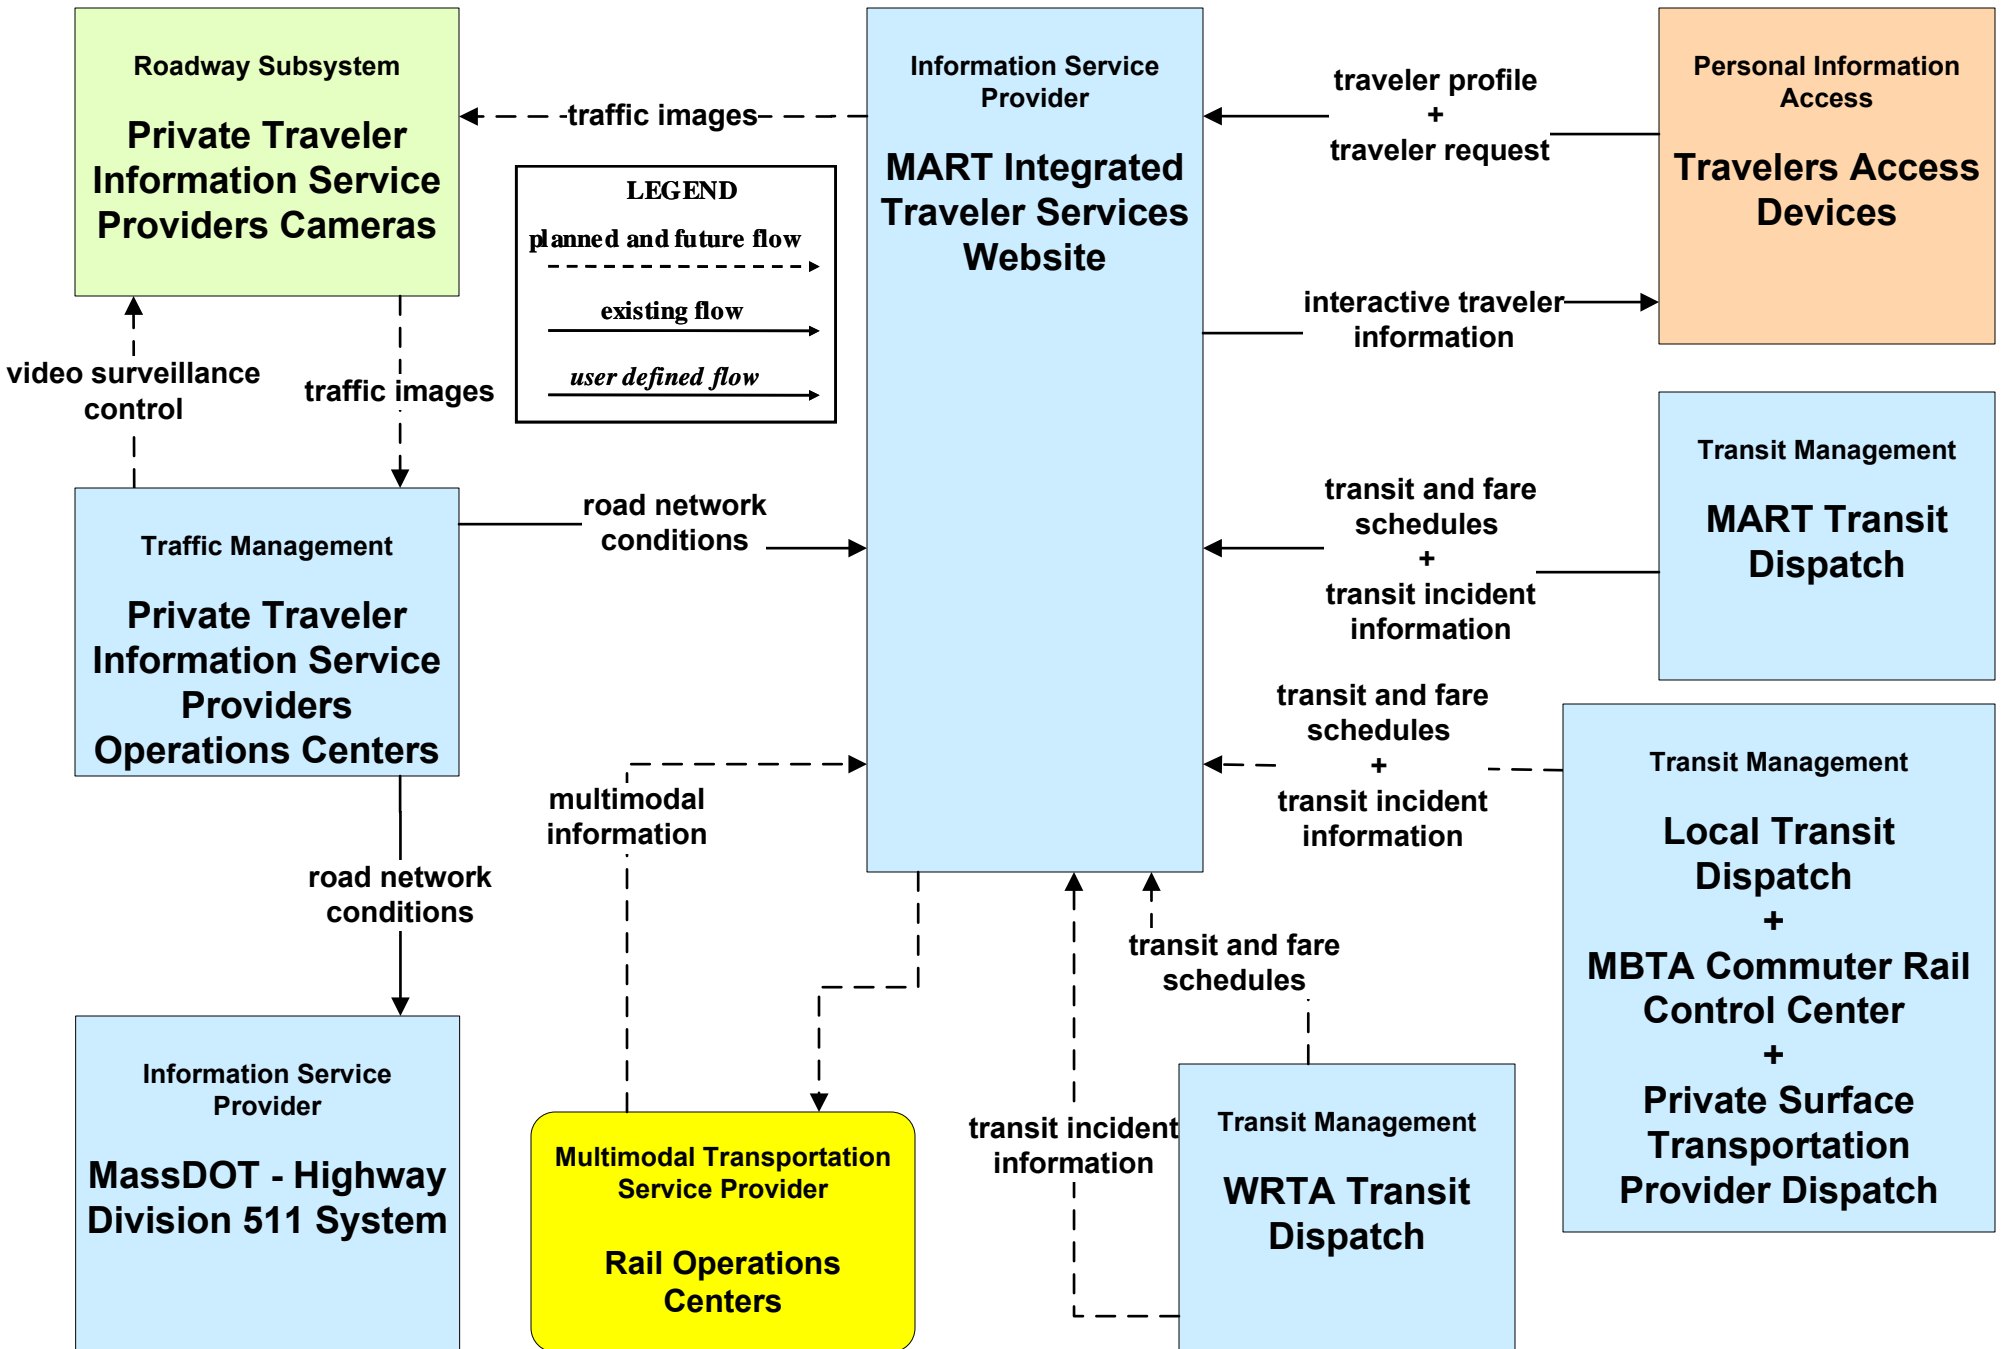 Roadway Subsystem
Private Traveler
Information Service
Providers Cameras
traffic images
Information Service
Provider
MART Integrated
Traveler Services
Website
traveler profile
+
traveler request
Personal Information
Access
Travelers Access
Devices
LEGEND
planned and future flow
existing flow
user defined flow
interactive traveler
information
video surveillance
control
traffic images
Traffic Management
Private Traveler
Information Service
Providers
Operations Centers
road network
conditions
transit and fare
schedules
+
transit incident
information
Transit Management
MART Transit
Dispatch
transit and fare
schedules
+
transit incident
information
Transit Management
Local Transit
Dispatch
+
MBTA Commuter Rail
Control Center
+
Private Surface
Transportation
Provider Dispatch
multimodal
information
road network
conditions
transit and fare
schedules
Information Service
Provider
MassDOT - Highway
Division 511 System
Multimodal Transportation
Service Provider
Rail Operations
Centers
transit incident
information
Transit Management
WRTA Transit
Dispatch